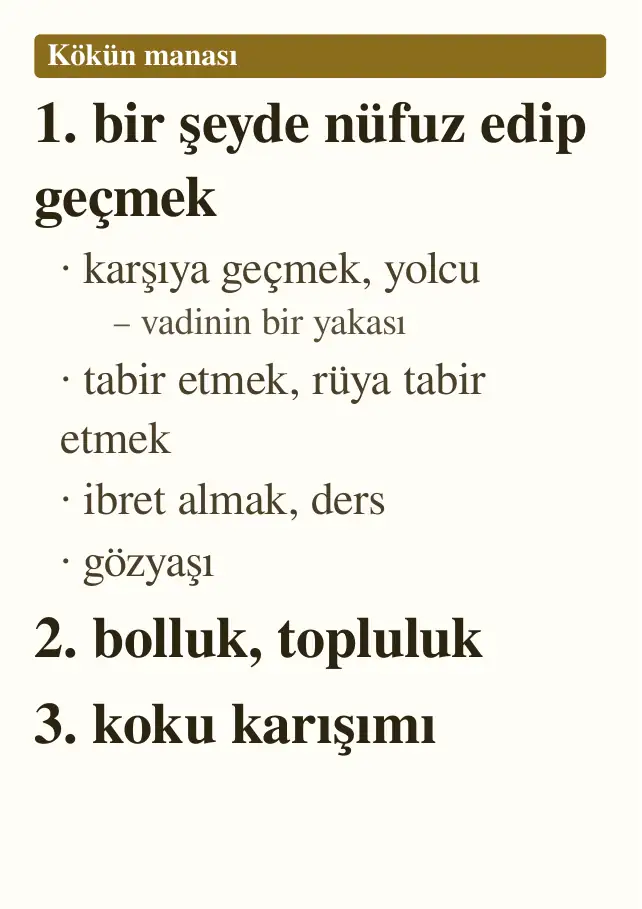 Kökün manası
1. bir şeyde nüfuz edip
geçmek
· karşıya geçmek, yolcu
– vadinin bir yakası
· tabir etmek, rüya tabir
etmek
· ibret almak, ders
· gözyaşı
2. bolluk, topluluk
3. koku karışımı